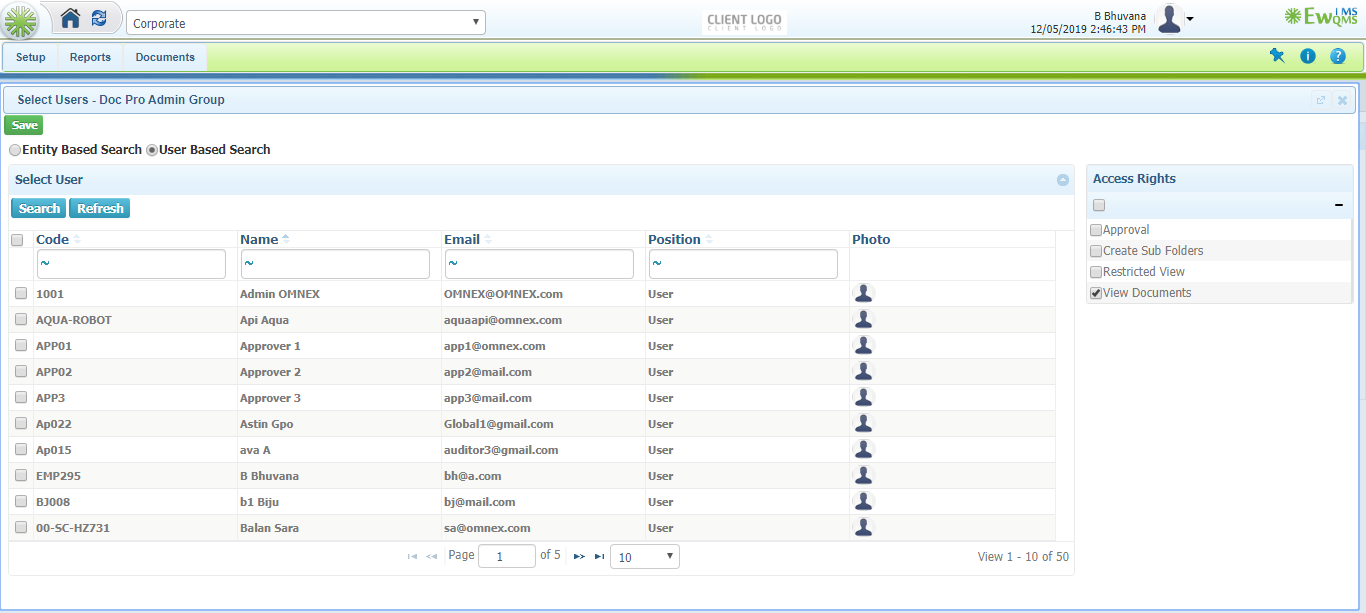 Corporate
CLIENT LOGO
CLIENT LOGO
B Bhuvana
12/05/2019 2:46:43 PM
EwQMS
iMS
Setup Reports Documents
Select Users - Doc Pro Admin Group
Save
Entity Based Search User Based Search
Select User
Search Refresh
Code Name Email Position Photo
~ ~ ~ ~
1001 Admin OMNEX OMNEX@OMNEX.com User
AQUA-ROBOT Api Aqua aquaapi@omnex.com User
APP01 Approver 1 app1@omnex.com User
APP02 Approver 2 app2@mail.com User
APP3 Approver 3 app3@mail.com User
Ap022 Astin Gpo Global1@gmail.com User
Ap015 ava A auditor3@gmail.com User
EMP295 B Bhuvana bh@a.com User
BJ008 b1 Biju bj@mail.com User
00-SC-HZ731 Balan Sara sa@omnex.com User
Page 1 of 5 10 View 1 - 10 of 50
Access Rights
Approval
Create Sub Folders
Restricted View
View Documents